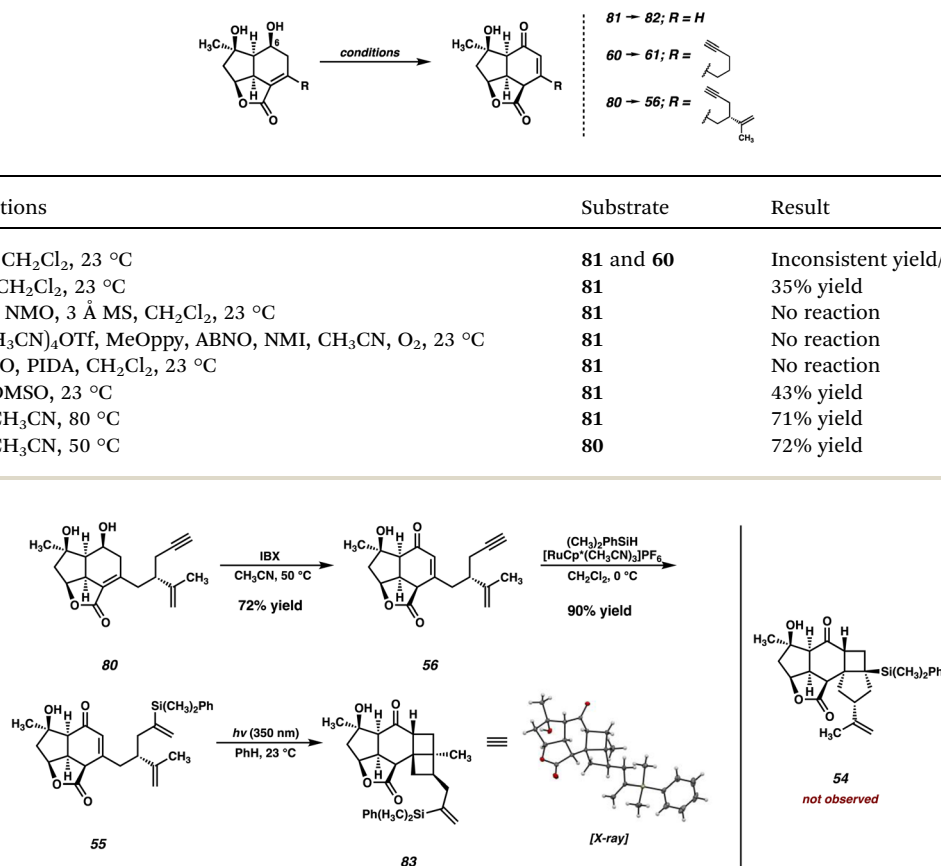 OH
OH
H
6
H3C
conditions
R
H
O
O
OH
O
H
H3C
R
H
O
O
81 → 82; R = H
60 → 61; R =
80 → 56; R =
CH3
tions
Substrate
Result
CH2Cl2, 23 °C
81 and 60
Inconsistent yield/
CH2Cl2, 23 °C
81
35% yield
NMO, 3 Å MS, CH2Cl2, 23 °C
81
No reaction
H3CN)4OTf, MeOppy, ABNO, NMI, CH3CN, O2, 23 °C
81
No reaction
O, PIDA, CH2Cl2, 23 °C
81
No reaction
DMSO, 23 °C
81
43% yield
CH3CN, 80 °C
81
71% yield
CH3CN, 50 °C
80
72% yield
OH
OH
H
H3C
CH3
H
O
O
80
IBX
CH3CN, 50 °C
72% yield
OH
O
H
H3C
CH3
H
O
O
56
(CH3)2PhSiH
[RuCp*(CH3CN)3]PF6
CH2Cl2, 0 °C
90% yield
Si(CH3)2Ph
OH
O
H
H3C
CH3
H
O
O
55
hv (350 nm)
PhH, 23 °C
OH
O
H
H
H3C
CH3
H
O
O
Ph(H3C)2Si
83
[X-ray]
OH
O
H
H
H3C
Si(CH3)2Ph
H
O
O
H3C
54
not observed